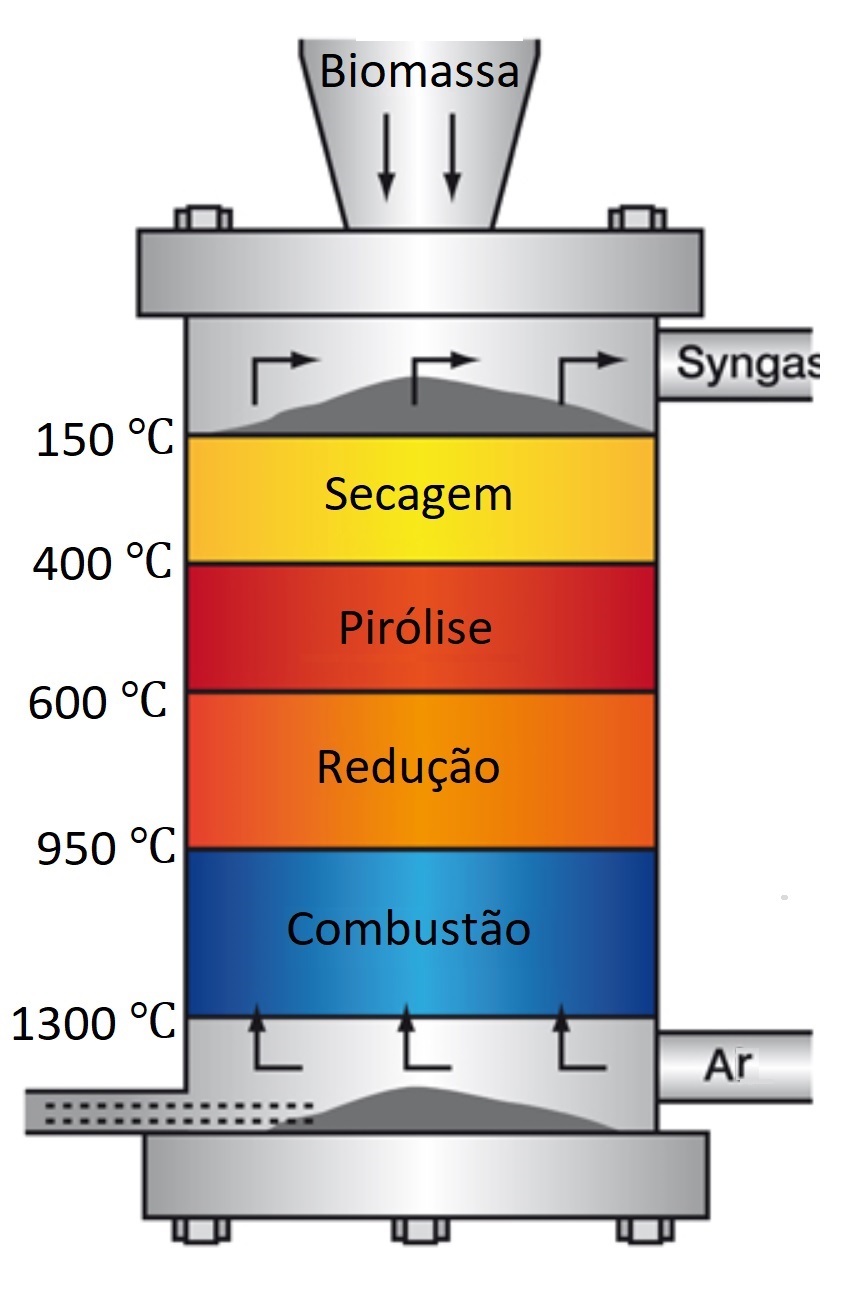 Biomassa
Syngas
150 °C
Secagem
400 °C
Pirólise
600 °C
Redução
950 °C
Combustão
1300 °C
Ar